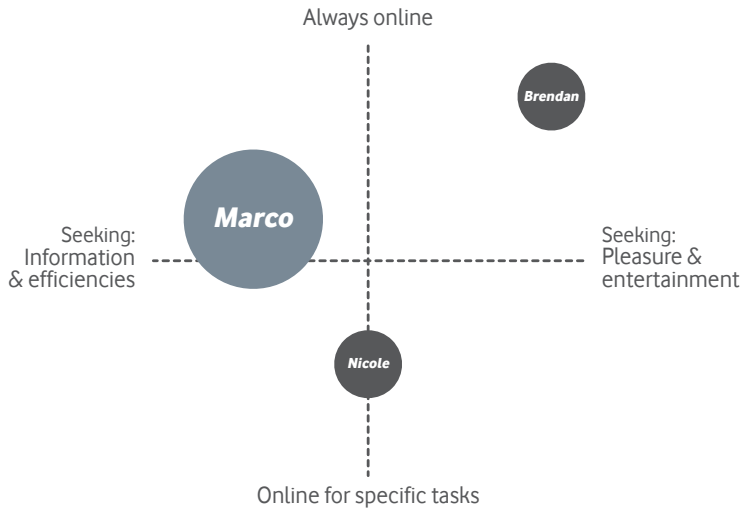 Always online
Brendan
Marco
Seeking:
Information
& efficiencies
Seeking:
Pleasure &
entertainment
Nicole
Online for specific tasks